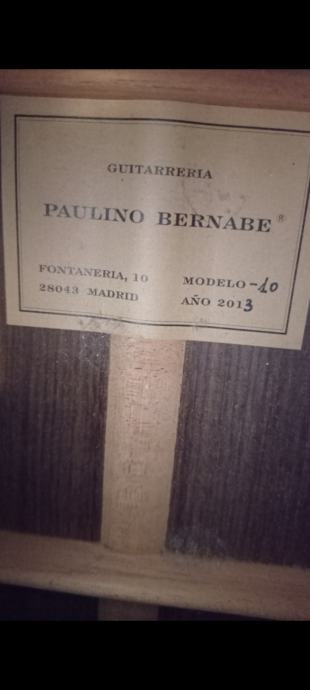 GUITARRERIA
PAULINO BERNABE ®
FONTANERIA, 10
28043 MADRID
MODELO -10
AÑO 2013